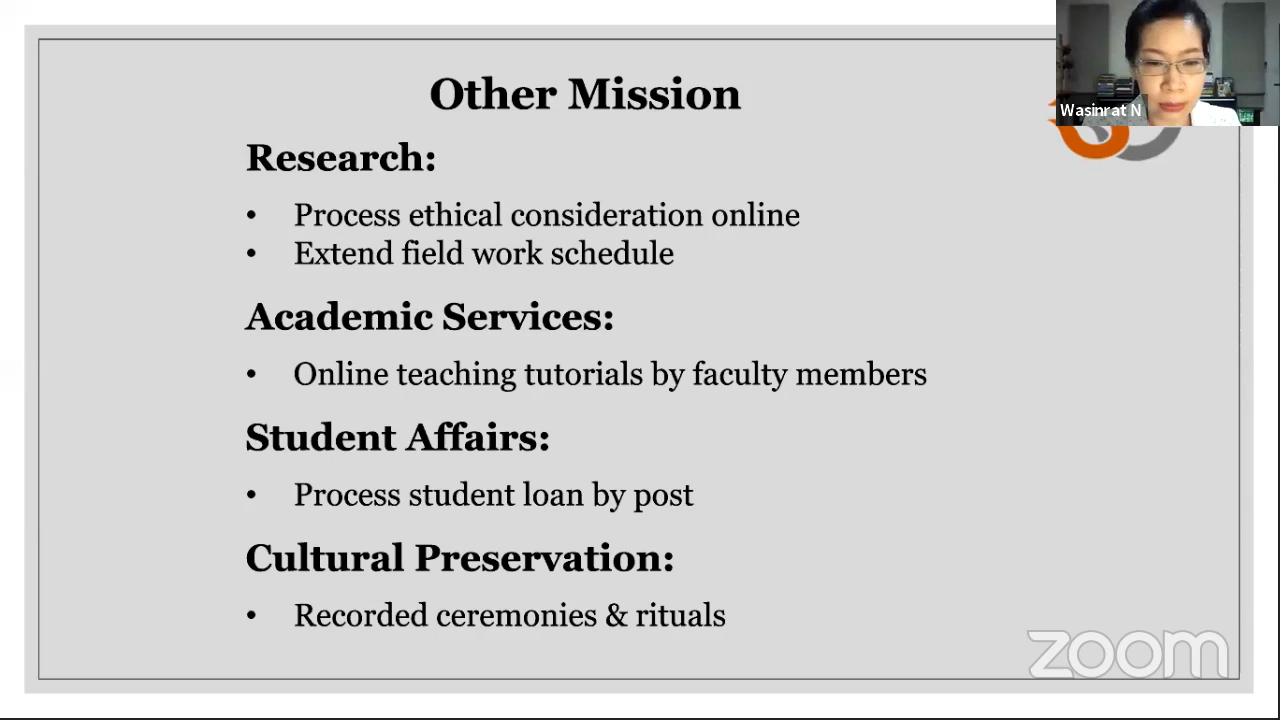 Other Mission
Wasinrat N
Research:
• Process ethical consideration online
• Extend field work schedule
Academic Services:
• Online teaching tutorials by faculty members
Student Affairs:
• Process student loan by post
Cultural Preservation:
• Recorded ceremonies & rituals
zoom